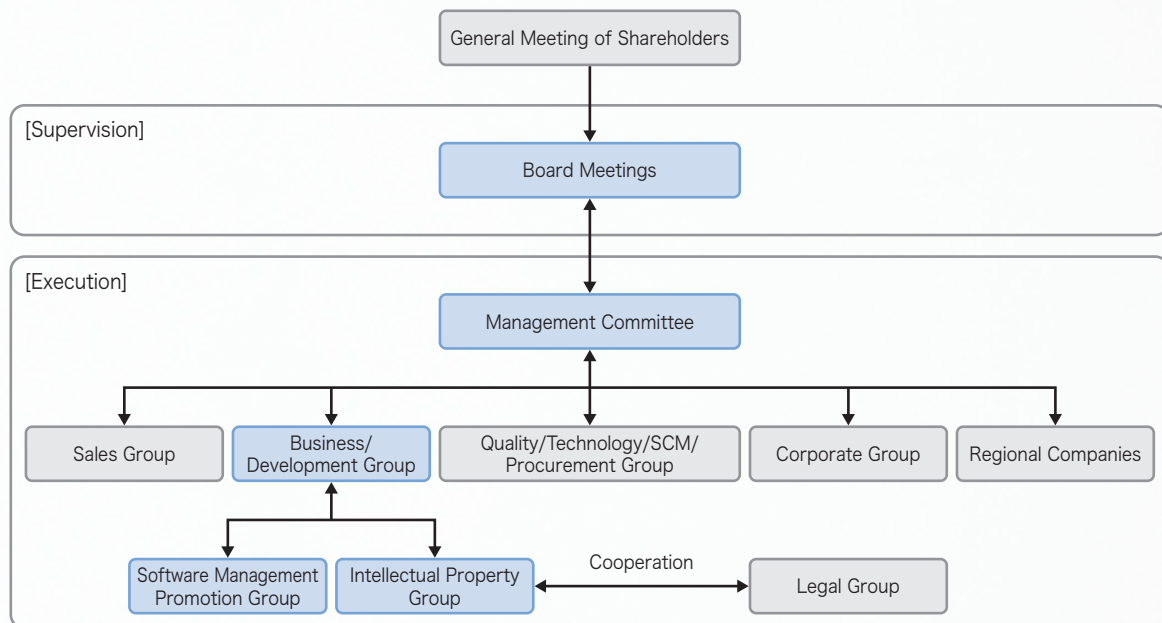 General Meeting of Shareholders
[Supervision]
Board Meetings
[Execution]
Management Committee
Sales Group
Business/
Development Group
Quality/Technology/SCM/
Procurement Group
Corporate Group
Regional Companies
Software Management
Promotion Group
Intellectual Property
Group
Cooperation
Legal Group